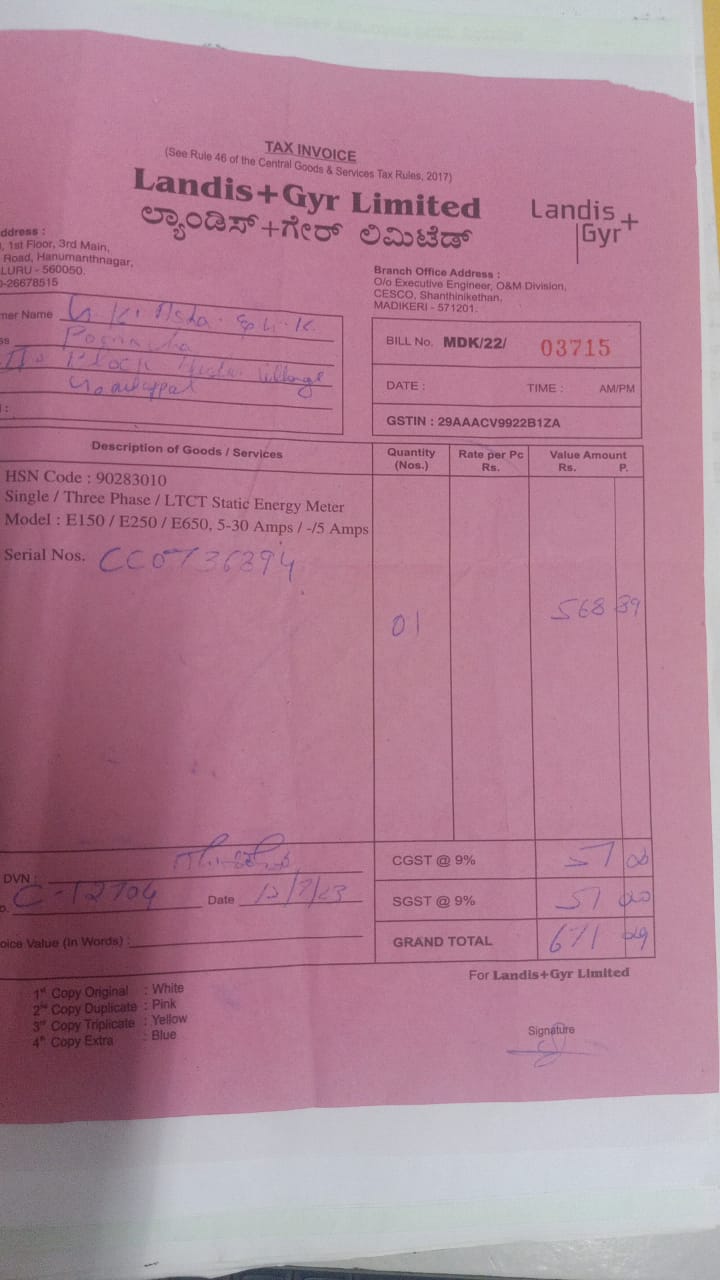 TAX INVOICE
(See Rule 46 of the Central Goods & Services Tax Rules, 2017)
Landis+Gyr Limited
ಲ್ಯಾಂಡಿಸ್+ಗೇರ್ ಲಿಮಿಟೆಡ್
Landis+
Gyr
ddress :
, 1st Floor, 3rd Main,
Road, Hanumanthnagar,
LURU - 560050.
-26678515
Branch Office Address :
O/o Executive Engineer, O&M Division,
CESCO, Shanthinikethan,
MADIKERI - 571201.
mer Name
ss
Village
BILL No. MDK/22/ 03715
DATE : TIME : AM/PM
GSTIN : 29AAACV9922B1ZA
Description of Goods / Services Quantity (Nos.) Rate per Pc Rs. Value Amount Rs. P.
HSN Code : 90283010
Single / Three Phase / LTCT Static Energy Meter
Model : E150 / E250 / E650, 5-30 Amps / -/5 Amps
Serial Nos. CC0736394
01 568 39
CGST @ 9% 57 00
DVN :
C-12704 Date 12/7/23
SGST @ 9% 57 00
oice Value (In Words) :
GRAND TOTAL 671
For Landis+Gyr Limited
1st Copy Original : White
2nd Copy Duplicate : Pink
3rd Copy Triplicate : Yellow
4th Copy Extra : Blue
Signature